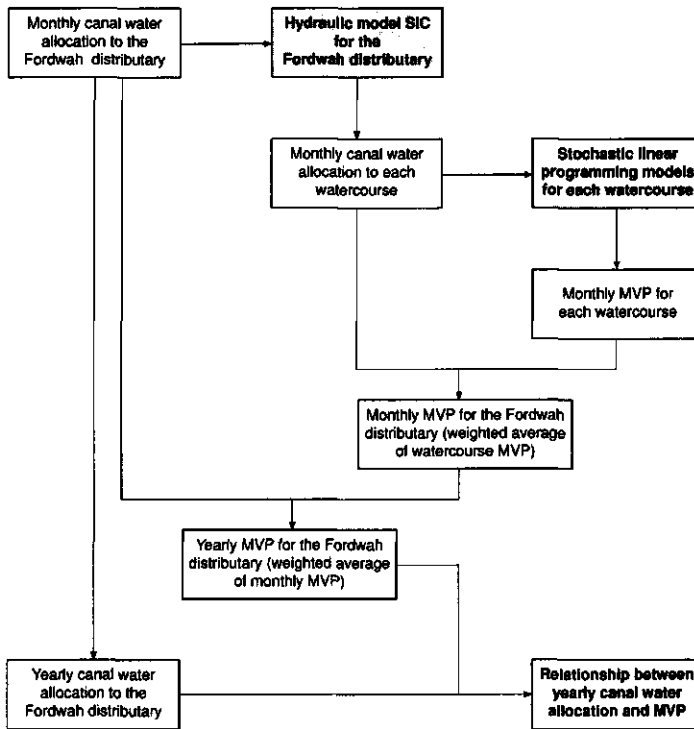 Monthly canal water
allocation to the
Fordwah distributary
Hydraulic model SIC
for the
Fordwah distributary
Monthly canal water
allocation to each
watercourse
Stochastic linear
programming models
for each watercourse
Monthly MVP for
each watercourse
Monthly MVP for the Fordwah
distributary (weighted average
of watercourse MVP)
Yearly MVP for the Fordwah
distributary (weighted average
of monthly MVP)
Yearly canal water
allocation to the
Fordwah distributary
Relationship between
yearly canal water
allocation and MVP